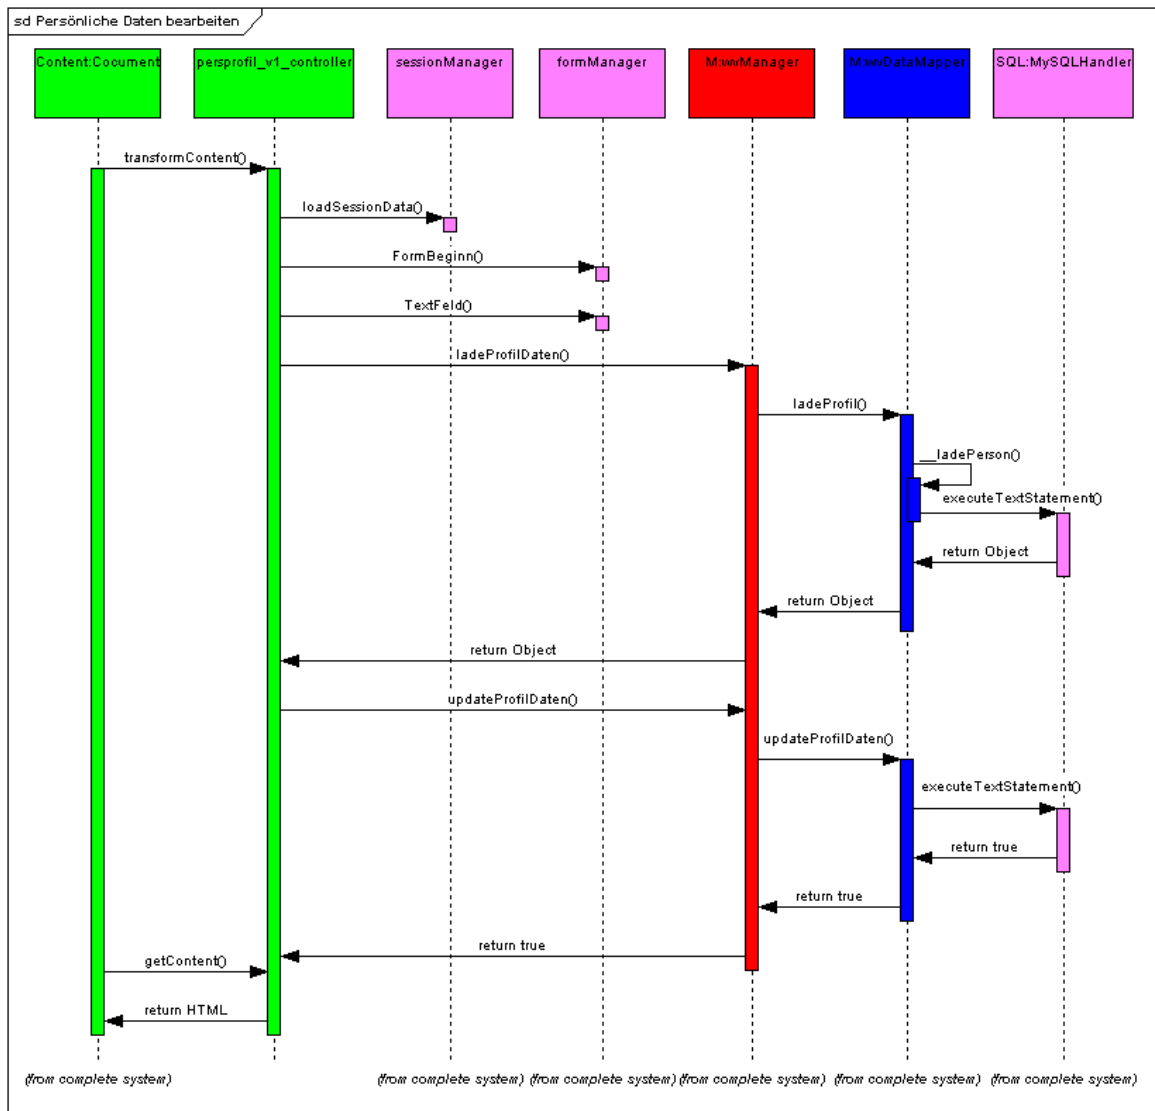 sd Persönliche Daten bearbeiten
Content:Cocument
persprofil_v1_controller
sessionManager
formManager
M:wvManager
M:wvDataMapper
SQL:MySQLHandler
transformContent()
loadSessionData()
FormBeginn()
TextFeld()
ladeProfilDaten()
ladeProfil()
__ladePerson()
executeTextStatement()
return Object
return Object
return Object
updateProfilDaten()
updateProfilDaten()
executeTextStatement()
return true
return true
return true
getContent()
return HTML
(from complete system)
(from complete system)
(from complete system)
(from complete system)
(from complete system)
(from complete system)